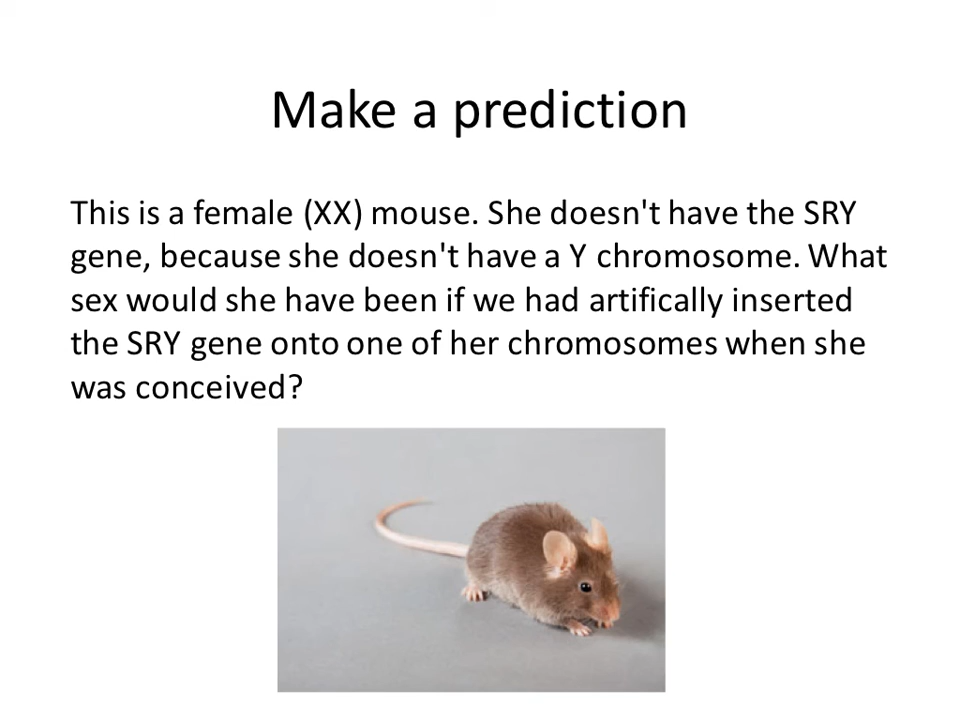 Make a prediction
This is a female (XX) mouse. She doesn't have the SRY
gene, because she doesn't have a Y chromosome. What
sex would she have been if we had artifically inserted
the SRY gene onto one of her chromosomes when she
was conceived?